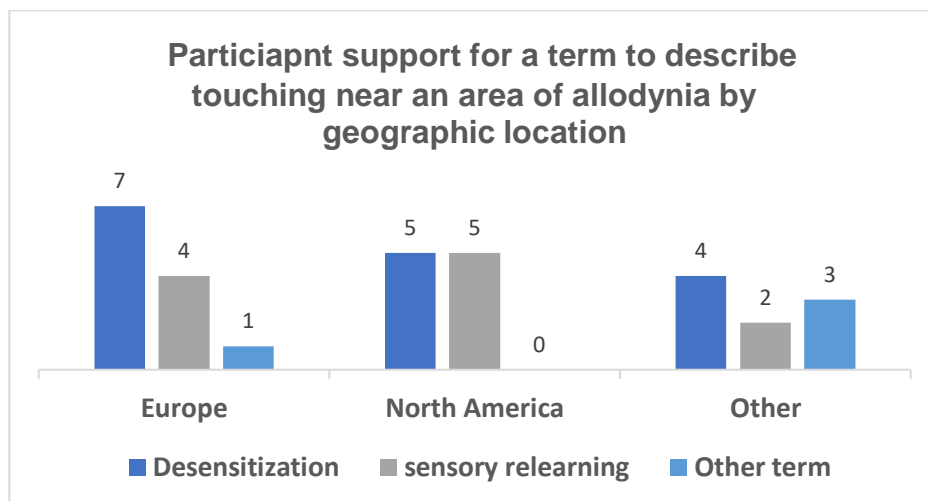 Particiapnt support for a term to describe
touching near an area of allodynia by
geographic location
7
4
1
5
5
0
4
2
3
Europe
North America
Other
Desensitization
sensory relearning
Other term